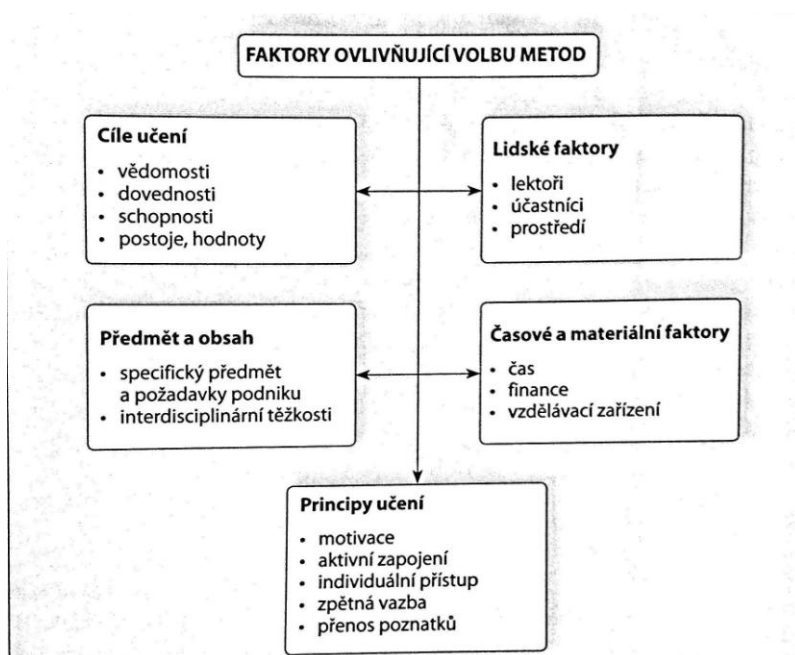 FAKTORY OVLIVŇUJÍCÍ VOLBU METOD
Cíle učení
• vědomosti
• dovednosti
• schopnosti
• postoje, hodnoty
Lidské faktory
• lektoři
• účastníci
• prostředí
Předmět a obsah
• specifický předmět
a požadavky podniku
• interdisciplinární těžkosti
Časové a materiální faktory
• čas
• finance
• vzdělávací zařízení
Principy učení
• motivace
• aktivní zapojení
• individuální přístup
• zpětná vazba
• přenos poznatků